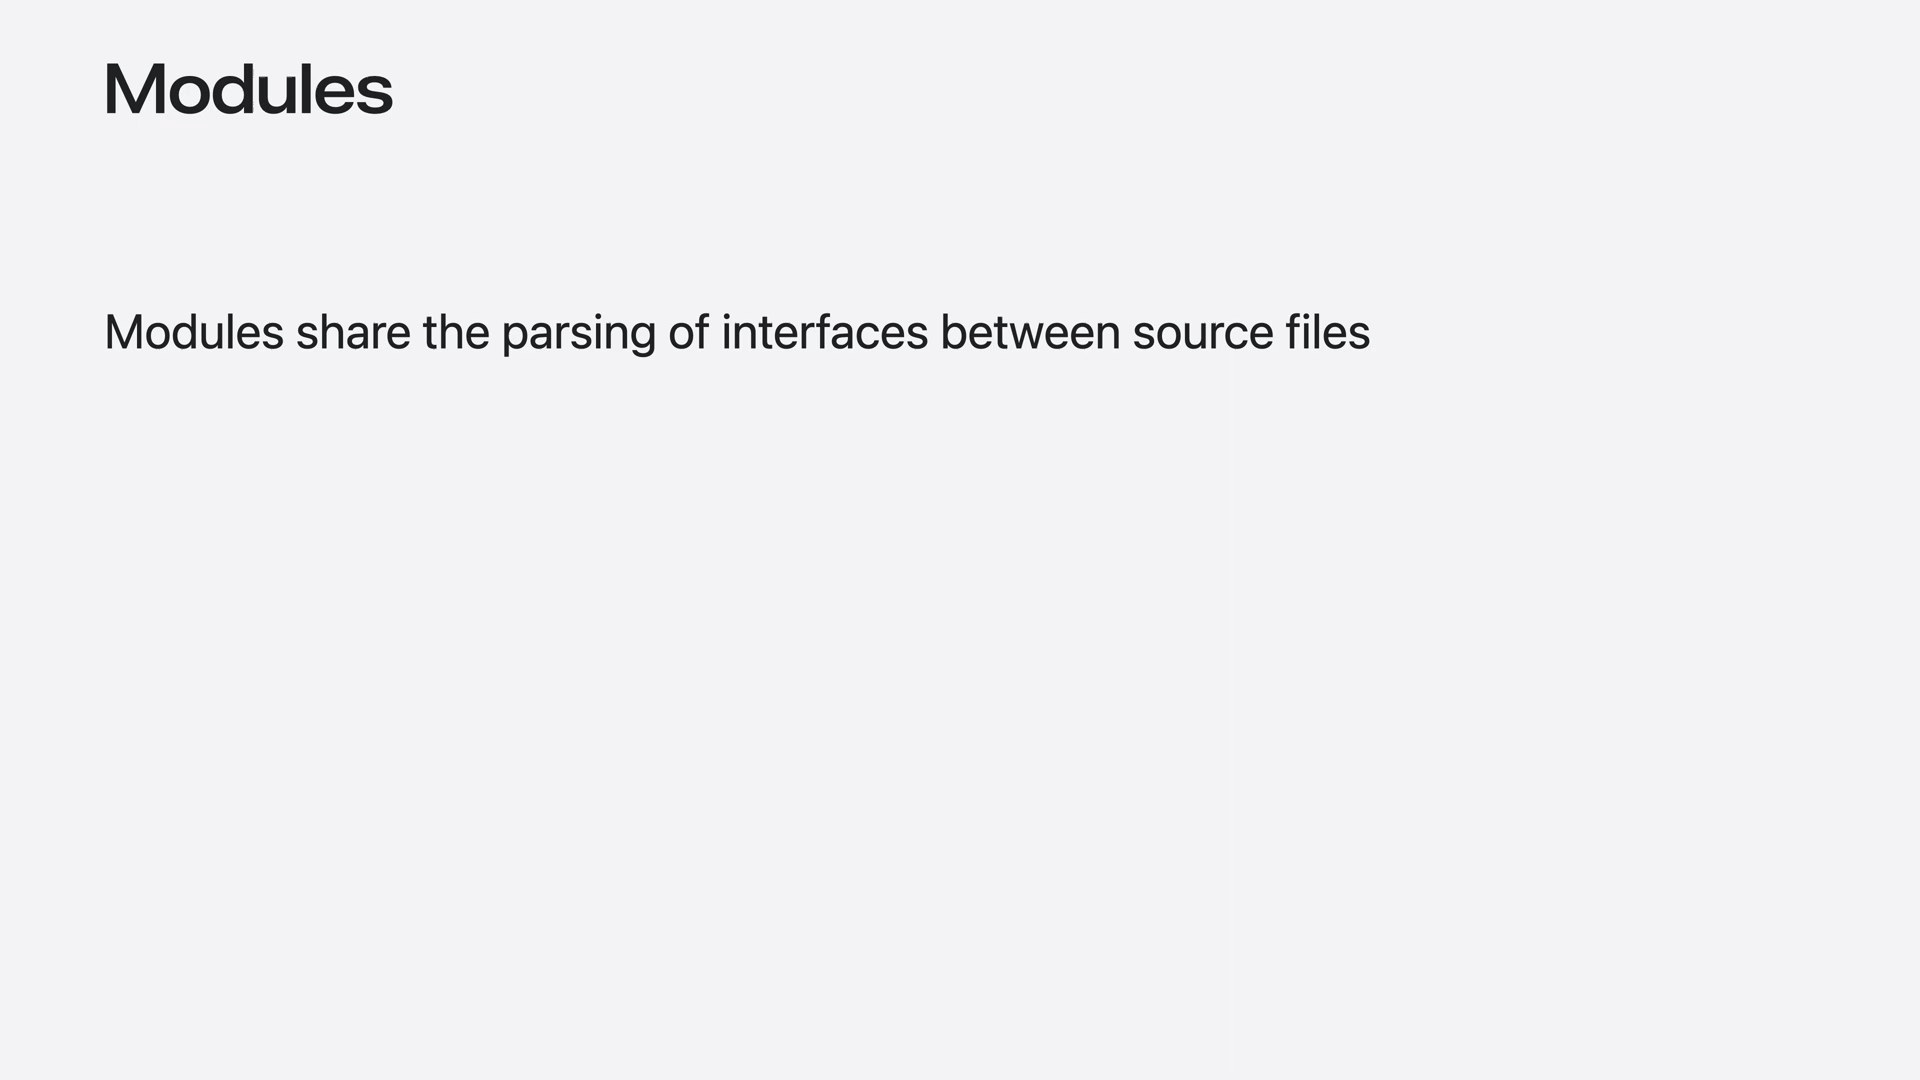 Modules
Modules share the parsing of interfaces between source files